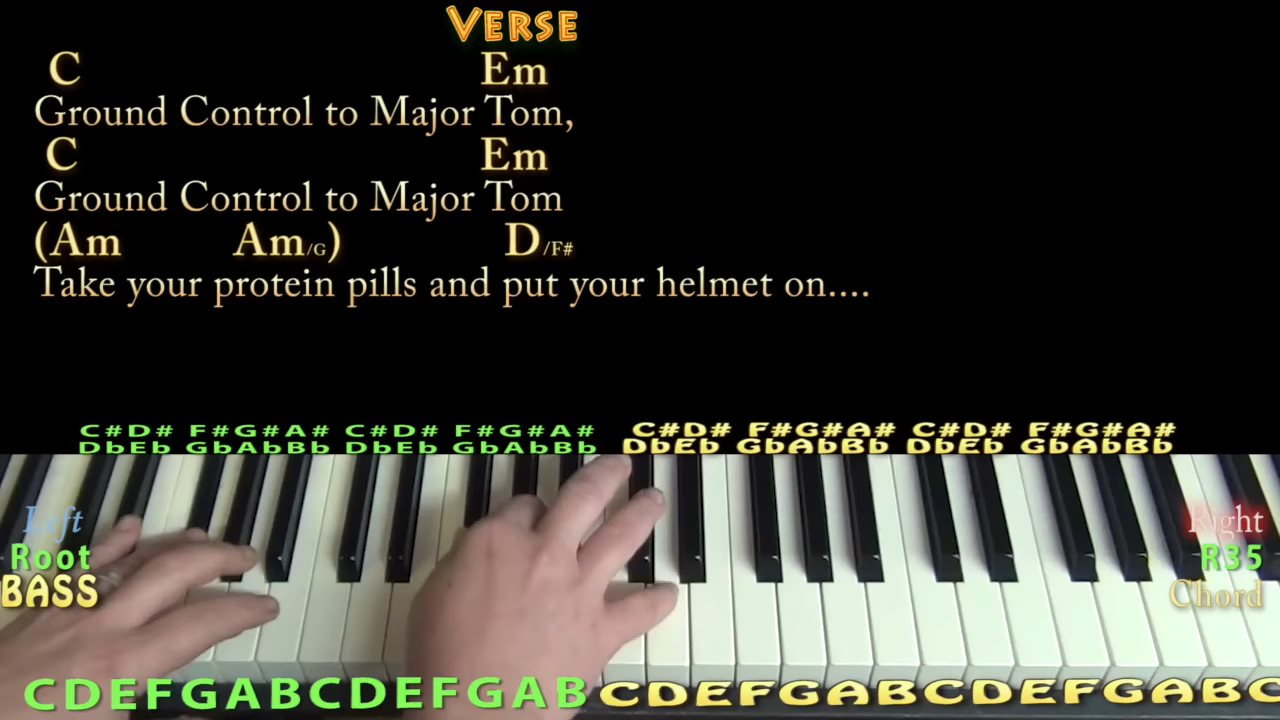 VERSE
C Em
Ground Control to Major Tom,
C Em
Ground Control to Major Tom
(Am Am/G) D/F#
Take your protein pills and put your helmet on....
C#D# F#G#A# C#D# F#G#A# C#D# F#G#A# C#D# F#G#A#
DbEb GbAbBb DbEb GbAbBb DbEb GbAbBb DbEb GbAbBb
Left
Root
BASS
Right
R35
Chord
CDEFGABCDEFGAB CDEFGABCDEFGABC